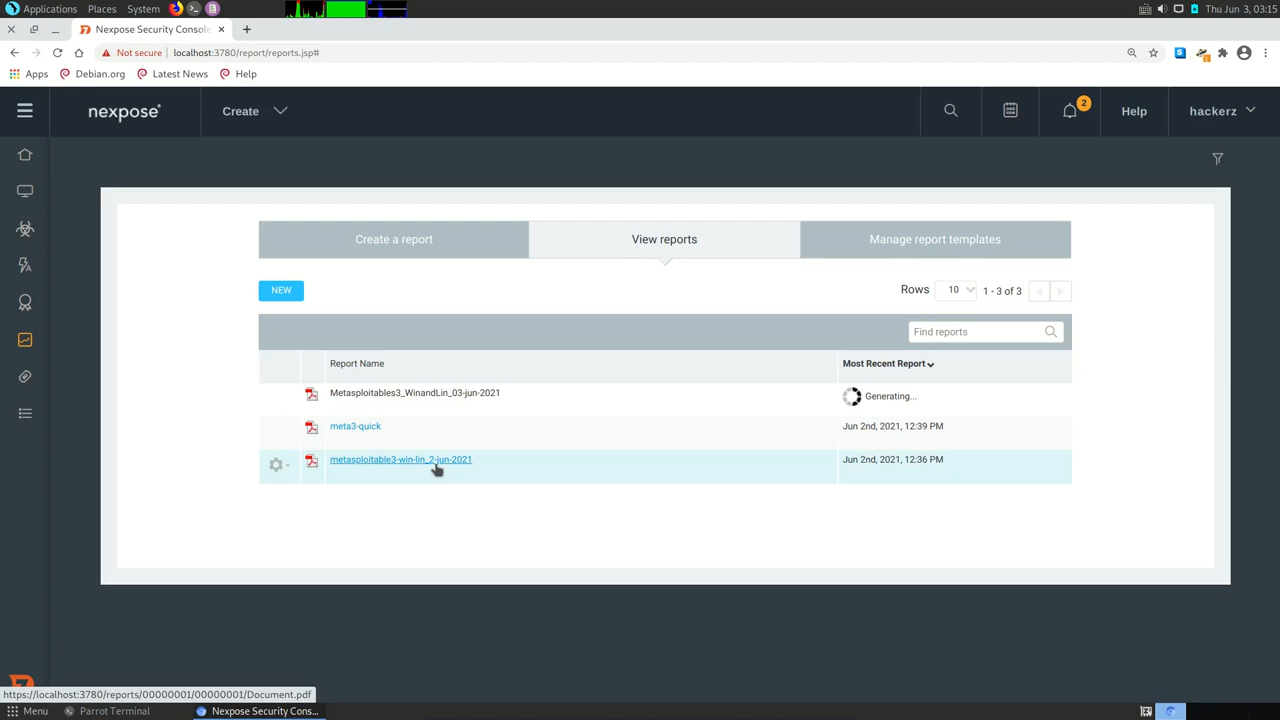 Applications Places System Thu Jun 3, 03:15
Nexpose Security Console
Not secure localhost:3780/report/reports.jsp#
Apps Debian.org Latest News Help
nexpose® Create 2 Help hackerz
Create a report View reports Manage report templates
NEW Rows 10 1 - 3 of 3
Find reports
Report Name Most Recent Report
Metasploitables3_WinandLin_03-jun-2021 Generating...
meta3-quick Jun 2nd, 2021, 12:39 PM
metasploitable3-win-lin_2-jun-2021 Jun 2nd, 2021, 12:36 PM
https://localhost:3780/reports/00000001/00000001/Document.pdf
Menu Parrot Terminal Nexpose Security Cons...